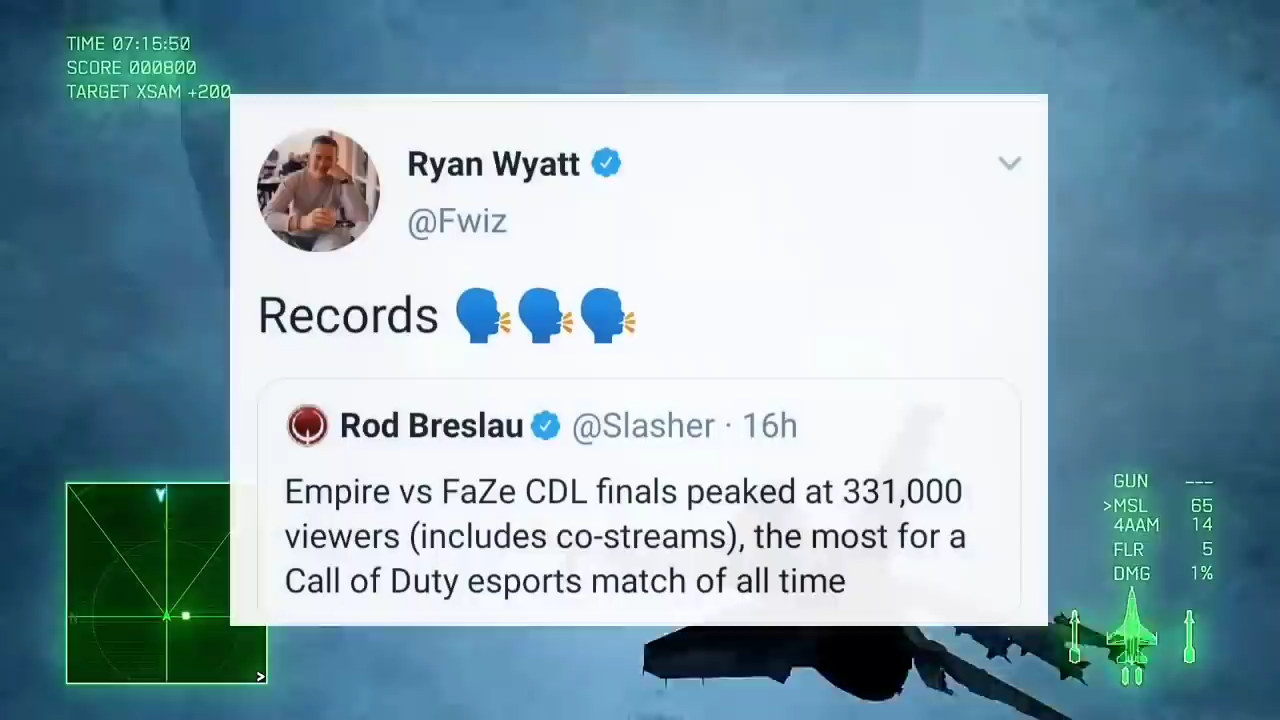 TIME 07:15:50
SCORE 000800
TARGET XSAM +200
Ryan Wyatt
@Fwiz
Records 🗣🗣🗣
Rod Breslau @Slasher · 16h
Empire vs FaZe CDL finals peaked at 331,000
viewers (includes co-streams), the most for a
Call of Duty esports match of all time
GUN ---
>MSL 65
4AAM 14
FLR 5
DMG 1%